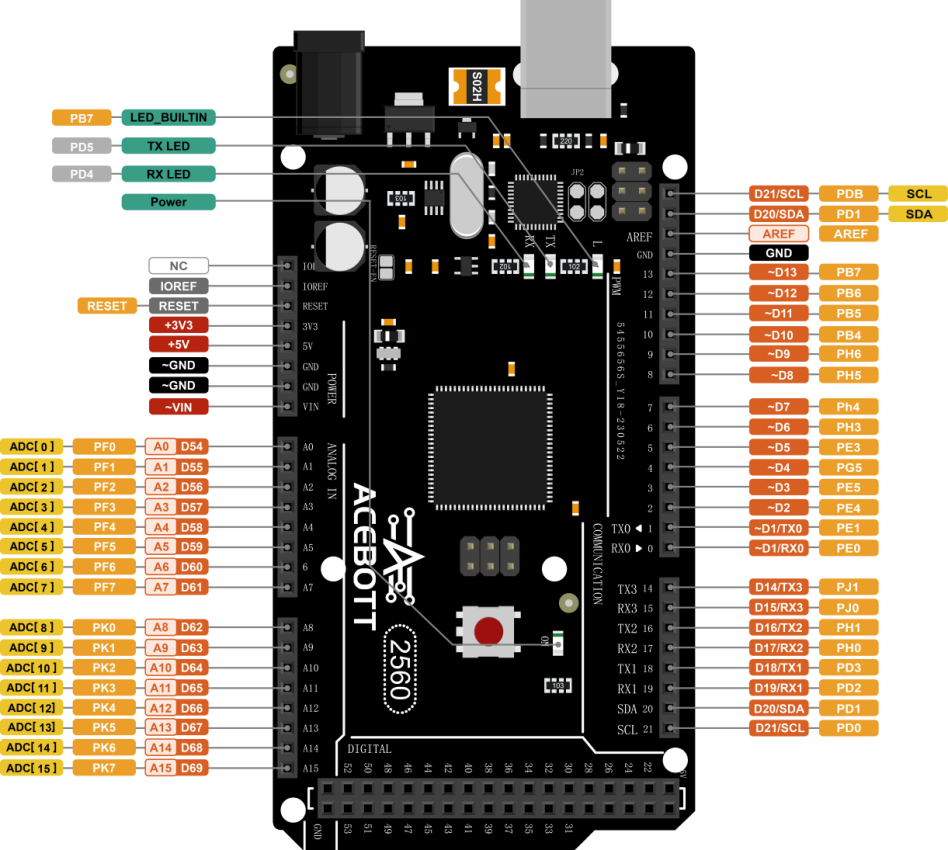 S02H
PB7 LED_BUILTIN
PD5 TX LED
PD4 RX LED
Power
220
JP2
103
RESET-EN
RX
TX
L
102
102
PWM
NC
IOREF
RESET RESET
+3V3
+5V
~GND
~GND
~VIN
IOREF
RESET
3V3
5V
GND
GND
VIN
POWER
ADC[ 0 ] PF0 A0 D54 A0
ADC[ 1 ] PF1 A1 D55 A1
ADC[ 2 ] PF2 A2 D56 A2
ADC[ 3 ] PF3 A3 D57 A3
ADC[ 4 ] PF4 A4 D58 A4
ADC[ 5 ] PF5 A5 D59 A5
ADC[ 6 ] PF6 A6 D60 6
ADC[ 7 ] PF7 A7 D61 A7
ANALOG IN
ADC[ 8 ] PK0 A8 D62 A8
ADC[ 9 ] PK1 A9 D63 A9
ADC[ 10 ] PK2 A10 D64 A10
ADC[ 11 ] PK3 A11 D65 A11
ADC[ 12] PK4 A12 D66 A12
ADC[ 13] PK5 A13 D67 A13
ADC[ 14 ] PK6 A14 D68 A14
ADC[ 15 ] PK7 A15 D69 A15
ACEBOTT
2560
ON
103
5455656S_Y18-230522
D21/SCL PDB SCL
D20/SDA PD1 SDA
AREF AREF AREF
GND GND
13 ~D13 PB7
12 ~D12 PB6
11 ~D11 PB5
10 ~D10 PB4
9 ~D9 PH6
8 ~D8 PH5
7 ~D7 Ph4
6 ~D6 PH3
5 ~D5 PE3
4 ~D4 PG5
3 ~D3 PE5
2 ~D2 PE4
TX0 1 ~D1/TX0 PE1
RX0 0 ~D1/RX0 PE0
COMMUNICATION
TX3 14 D14/TX3 PJ1
RX3 15 D15/RX3 PJ0
TX2 16 D16/TX2 PH1
RX2 17 D17/RX2 PH0
TX1 18 D18/TX1 PD3
RX1 19 D19/RX1 PD2
SDA 20 D20/SDA PD1
SCL 21 D21/SCL PD0
DIGITAL
52 50 48 46 44 42 40 38 36 34 32 30 28 26 24 22
GND 53 51 49 47 45 43 41 39 37 35 33 31